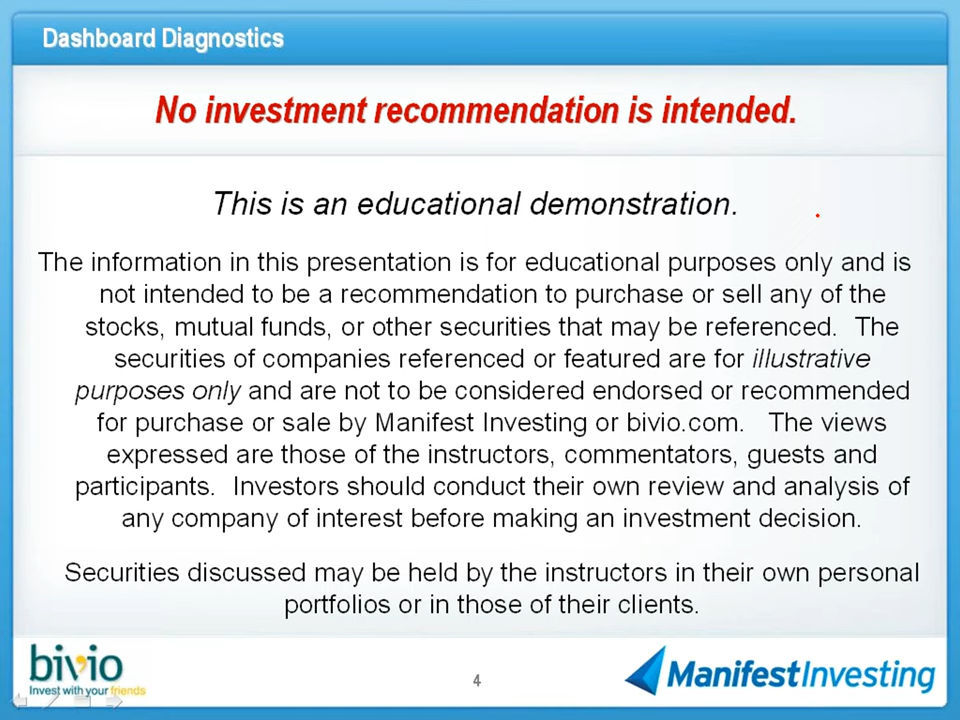 Dashboard Diagnostics
No investment recommendation is intended.
This is an educational demonstration.
The information in this presentation is for educational purposes only and is
not intended to be a recommendation to purchase or sell any of the
stocks, mutual funds, or other securities that may be referenced. The
securities of companies referenced or featured are for illustrative
purposes only and are not to be considered endorsed or recommended
for purchase or sale by Manifest Investing or bivio.com. The views
expressed are those of the instructors, commentators, guests and
participants. Investors should conduct their own review and analysis of
any company of interest before making an investment decision.
Securities discussed may be held by the instructors in their own personal
portfolios or in those of their clients.
bivio
Invest with your friends
4
ManifestInvesting